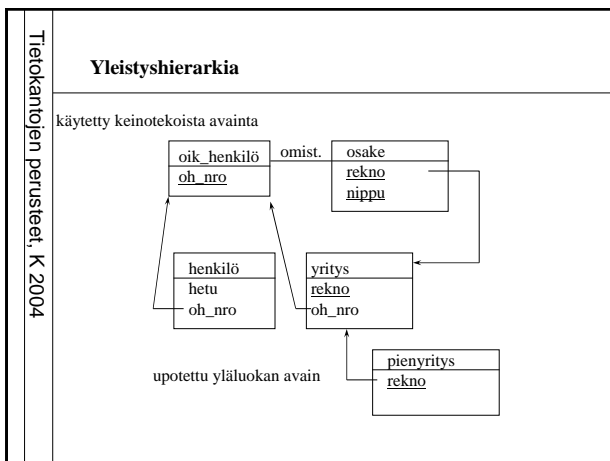 Tietokantojen perusteet, K 2004
Yleistyshierarkia
käytetty keinotekoista avainta
oik_henkilö
oh_nro
omist.
osake
rekno
nippu
henkilö
hetu
oh_nro
yritys
rekno
oh_nro
upotettu yläluokan avain
pienyritys
rekno